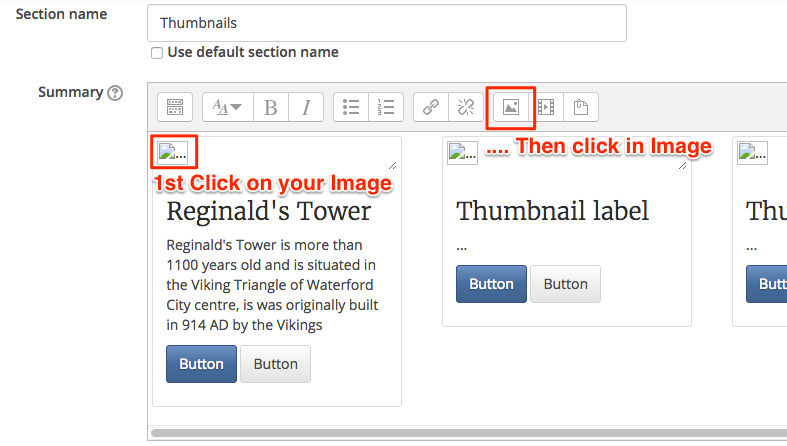 Section name
Thumbnails
Use default section name
Summary
B I
...
1st Click on your Image
Reginald's Tower
Reginald's Tower is more than
1100 years old and is situated in
the Viking Triangle of Waterford
City centre, is was originally built
in 914 AD by the Vikings
Button Button
...
.... Then click in Image
Thumbnail label
...
Button Button
...
...